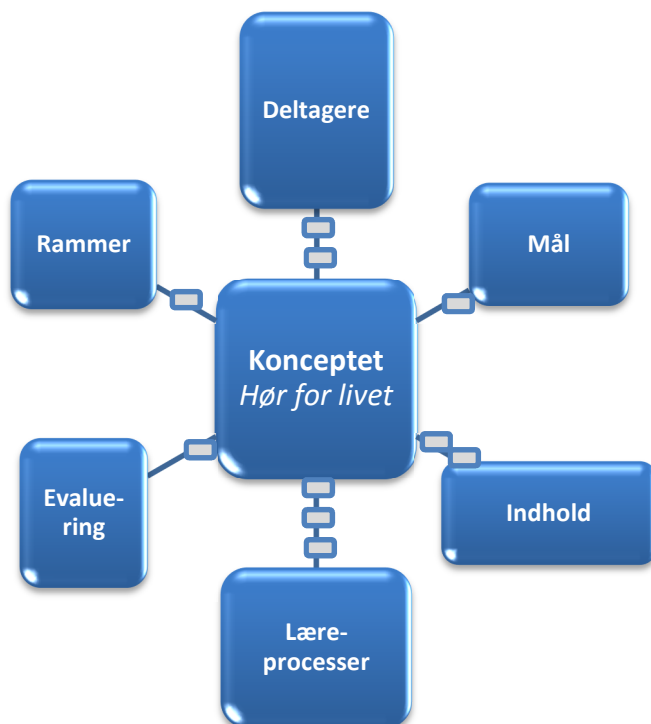 Deltagere
Rammer
Mål
Konceptet
Hør for livet
Evalue-
ring
Indhold
Lære-
processer